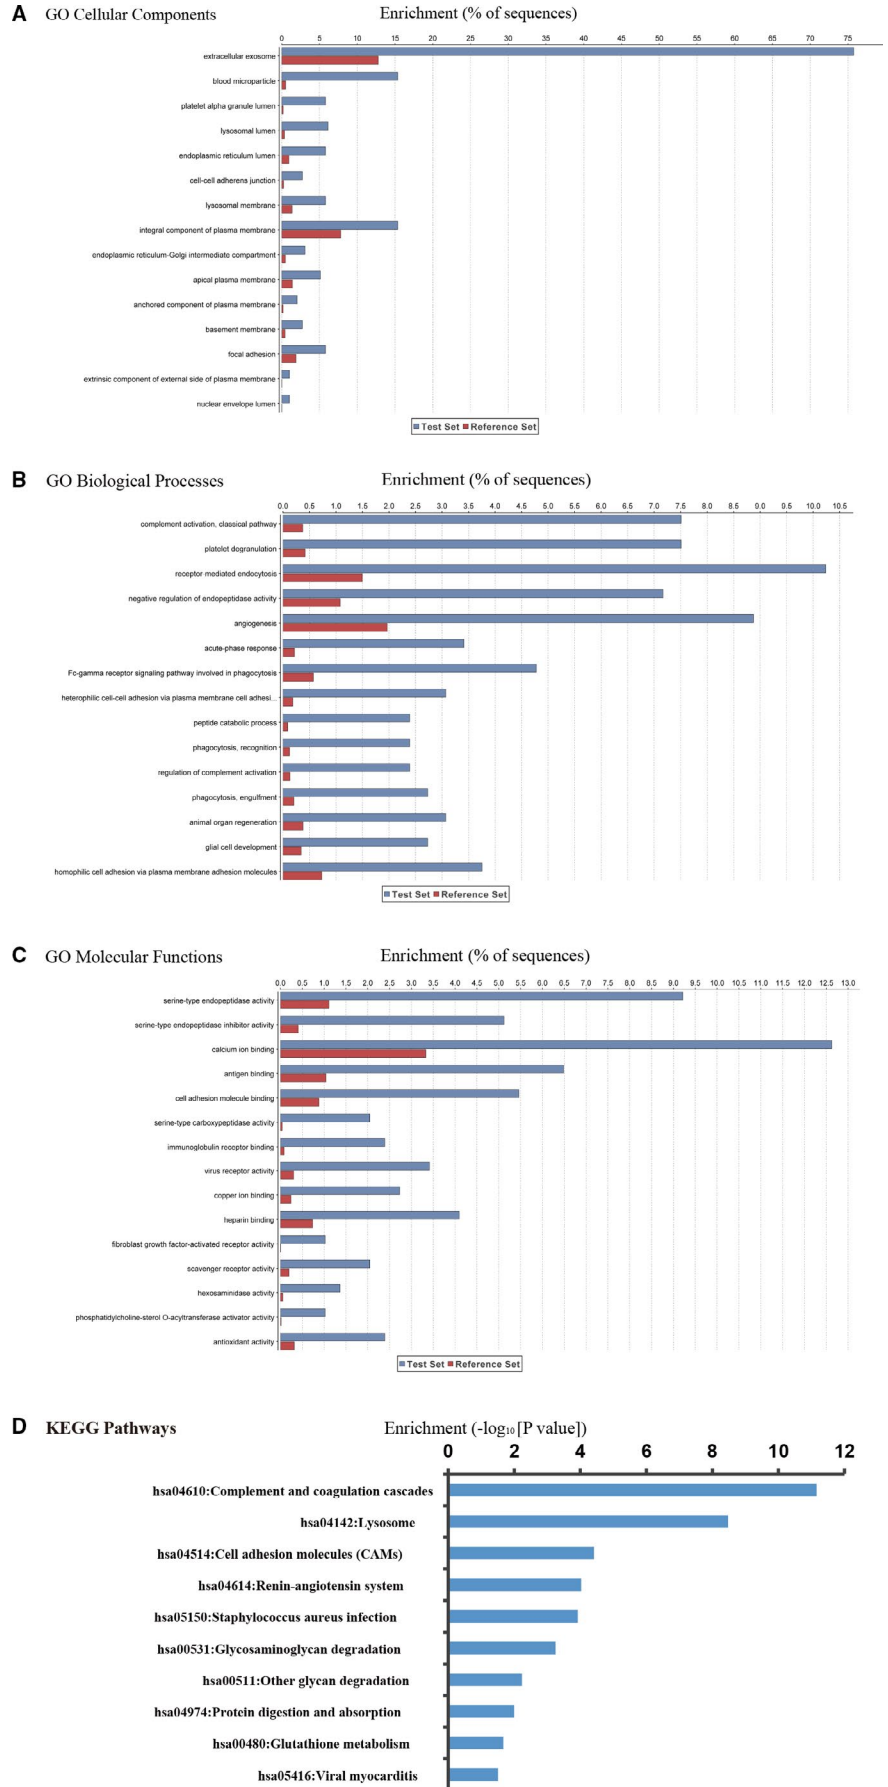 A GO Cellular Components Enrichment (% of sequences)
0 5 10 15 20 25 30 35 40 45 50 55 60 65 70 75
extracellular exosome
blood microparticle
platelet alpha granule lumen
lysosomal lumen
endoplasmic reticulum lumen
cell-cell adherens junction
lysosomal membrane
integral component of plasma membrane
endoplasmic reticulum-Golgi intermediate compartment
apical plasma membrane
anchored component of plasma membrane
basement membrane
focal adhesion
extrinsic component of external side of plasma membrane
nuclear envelope lumen
Test Set Reference Set
B GO Biological Processes Enrichment (% of sequences)
0.0 0.5 1.0 1.5 2.0 2.5 3.0 3.5 4.0 4.5 5.0 5.5 6.0 6.5 7.0 7.5 8.0 8.5 9.0 9.5 10.0 10.5
complement activation, classical pathway
platelet degranulation
receptor mediated endocytosis
negative regulation of endopeptidase activity
angiogenesis
acute-phase response
Fc-gamma receptor signaling pathway involved in phagocytosis
heterophilic cell-cell adhesion via plasma membrane cell adhesi...
peptide catabolic process
phagocytosis, recognition
regulation of complement activation
phagocytosis, engulfment
animal organ regeneration
glial cell development
homophilic cell adhesion via plasma membrane adhesion molecules
Test Set Reference Set
C GO Molecular Functions Enrichment (% of sequences)
0.0 0.5 1.0 1.5 2.0 2.5 3.0 3.5 4.0 4.5 5.0 5.5 6.0 6.5 7.0 7.5 8.0 8.5 9.0 9.5 10.0 10.5 11.0 11.5 12.0 12.5 13.0
serine-type endopeptidase activity
serine-type endopeptidase inhibitor activity
calcium ion binding
antigen binding
cell adhesion molecule binding
serine-type carboxypeptidase activity
immunoglobulin receptor binding
virus receptor activity
copper ion binding
heparin binding
fibroblast growth factor-activated receptor activity
scavenger receptor activity
hexosaminidase activity
phosphatidylcholine-sterol O-acyltransferase activator activity
antioxidant activity
Test Set Reference Set
D KEGG Pathways Enrichment (-log₁₀ [P value])
0 2 4 6 8 10 12
hsa04610:Complement and coagulation cascades
hsa04142:Lysosome
hsa04514:Cell adhesion molecules (CAMs)
hsa04614:Renin-angiotensin system
hsa05150:Staphylococcus aureus infection
hsa00531:Glycosaminoglycan degradation
hsa00511:Other glycan degradation
hsa04974:Protein digestion and absorption
hsa00480:Glutathione metabolism
hsa05416:Viral myocarditis